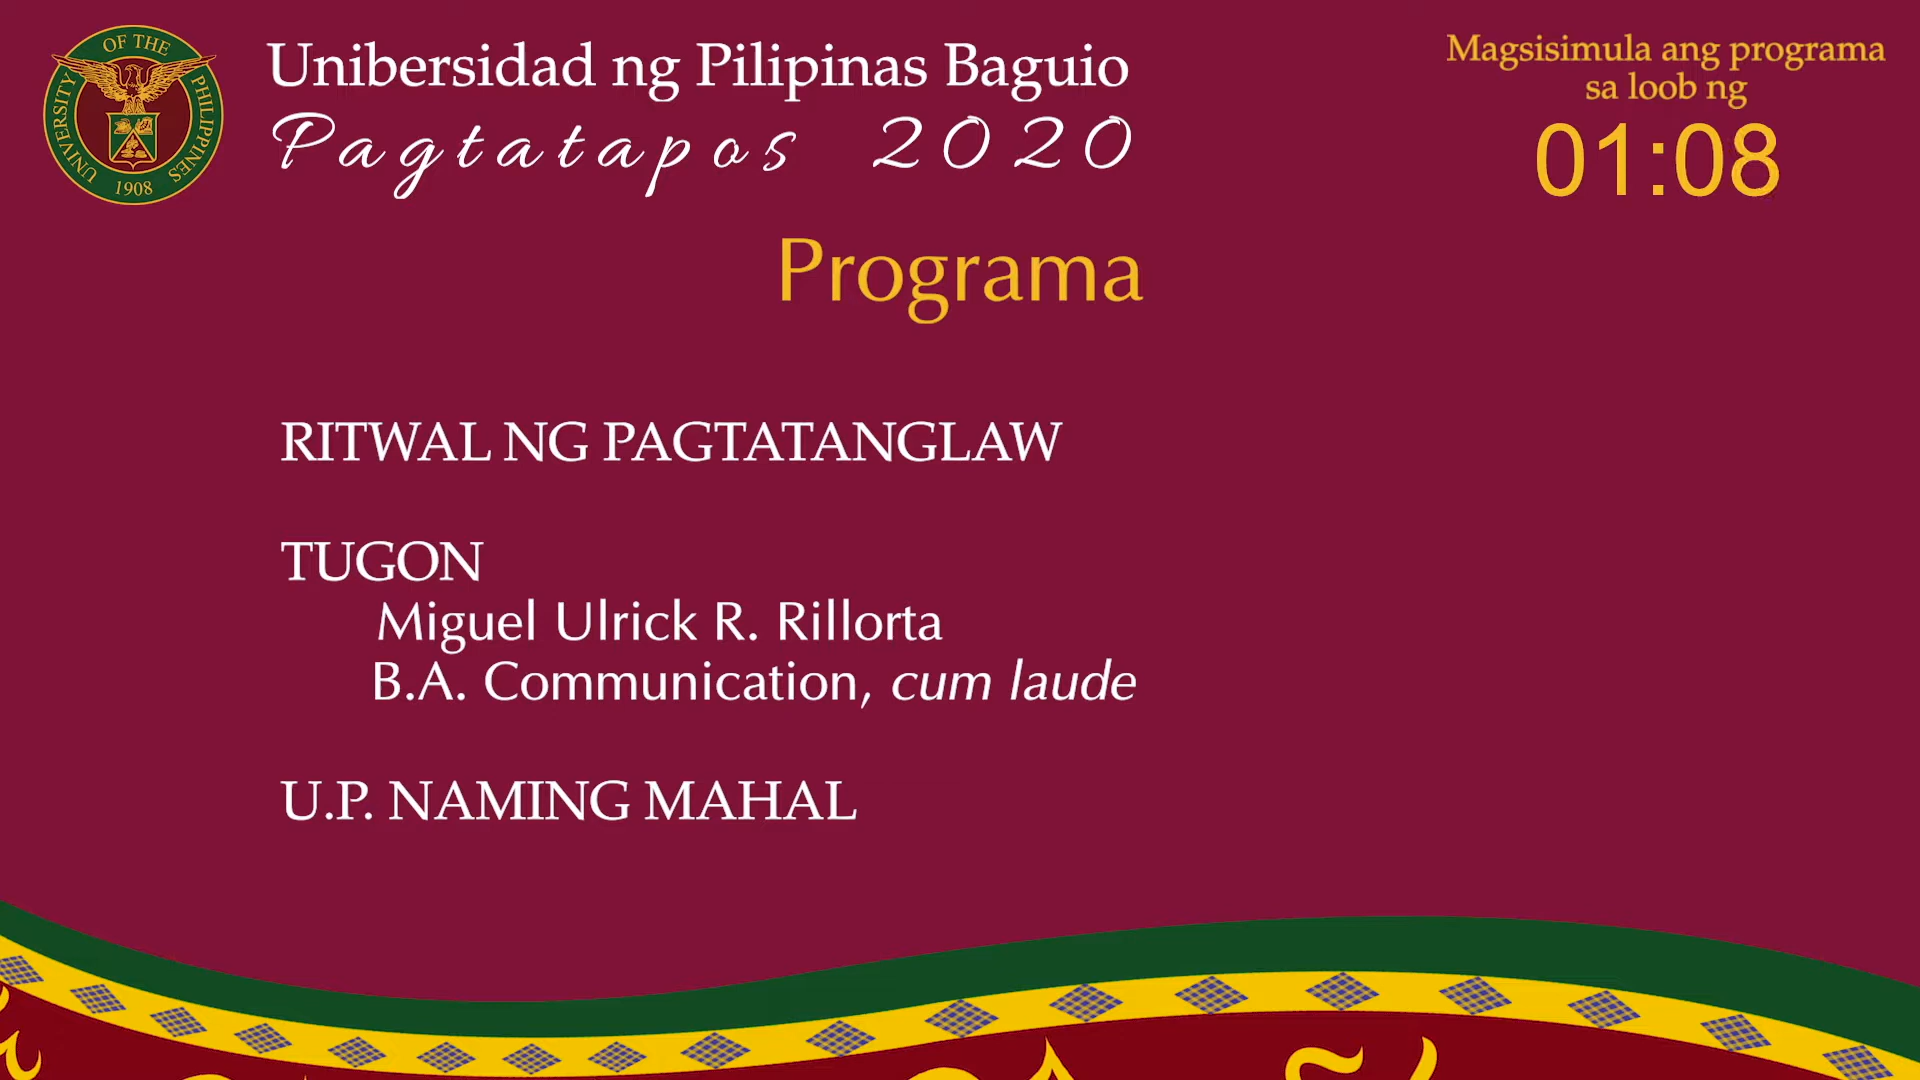 UNIVERSITY OF THE PHILIPPINES
1908
Unibersidad ng Pilipinas Baguio
Pagtatapos 2020
Magsisimula ang programa
sa loob ng
01:08
Programa
RITWAL NG PAGTATANGLAW
TUGON
Miguel Ulrick R. Rillorta
B.A. Communication, cum laude
U.P. NAMING MAHAL